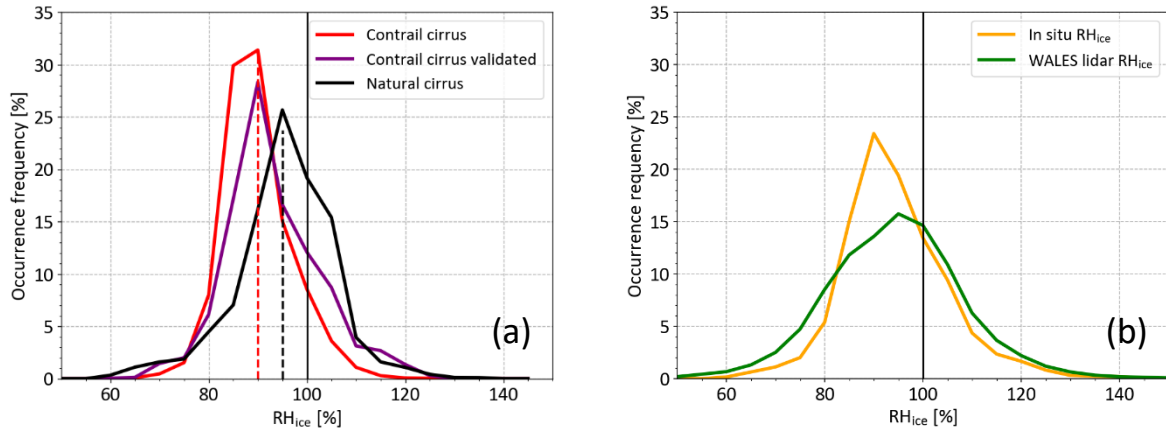 35
30
25
20
15
10
5
0
Occurrence frequency [%]
Contrail cirrus
Contrail cirrus validated
Natural cirrus
(a)
80
100
120
140
RHice [%]
35
30
25
20
15
10
5
0
Occurrence requency [%]
In situ RHice
WALES lidar RHice
(b)
80
100
120
140
RHice [%]